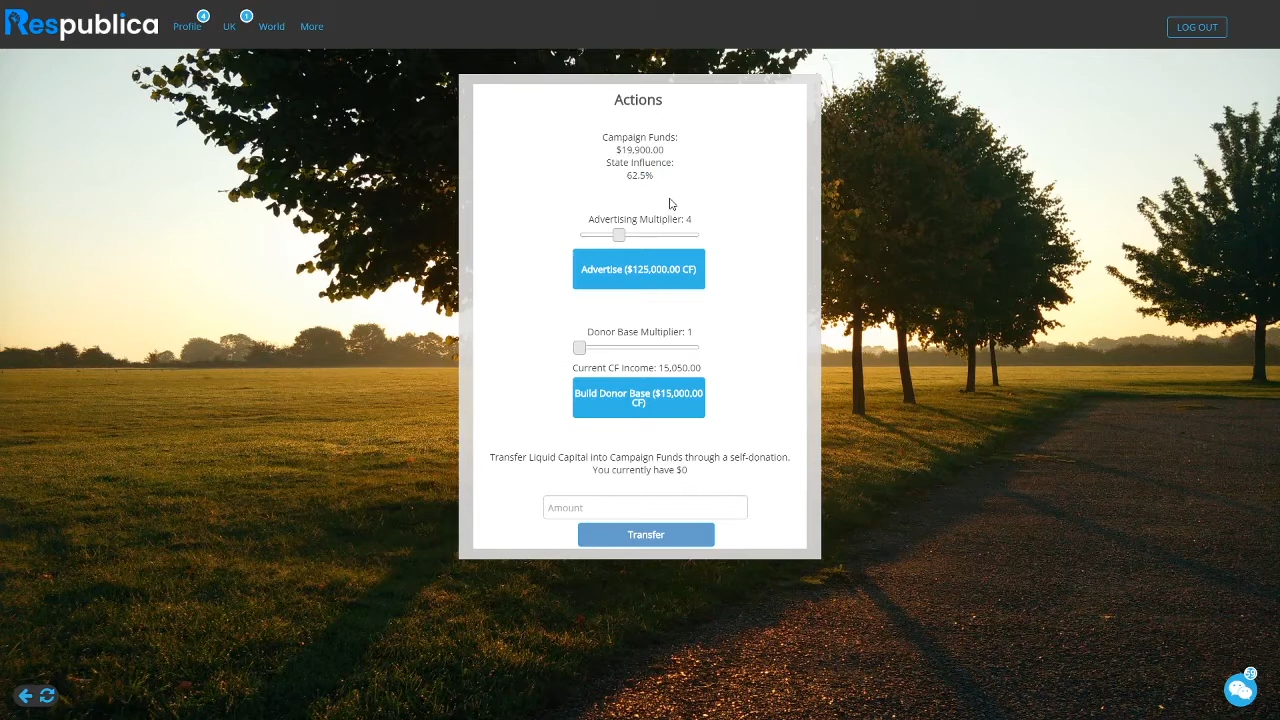 Respublica
Profile 4 UK 1 World More
LOG OUT
Actions
Campaign Funds:
$19,900.00
State Influence:
62.5%
Advertising Multiplier: 4
Advertise ($125,000.00 CF)
Donor Base Multiplier: 1
Current CF Income: 15,050.00
Build Donor Base ($15,000.00
CF)
Transfer Liquid Capital into Campaign Funds through a self-donation.
You currently have $0
Amount
Transfer